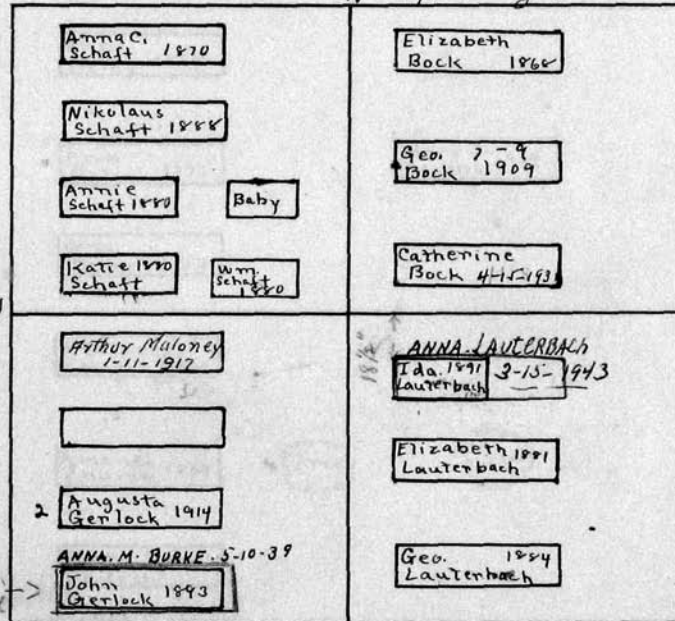 Anna C.
Schaft 1870
Nikolaus
Schaft 1888
Annie
Schaft 1880
Baby
Katie 1880
Schaft
Wm.
Schaft
1880
Elizabeth
Bock 1868
Geo. 7-9
Bock 1909
Catherine
Bock 4-15-193
Arthur Maloney
1-11-1917
2
Augusta
Gerlock 1914
ANNA. M. BURKE. 5-10-39
John
Gerlock 1893
18½"
ANNA. LAUTERBACH
Ida. 1891
Lauterbach
3-15-1943
Elizabeth 1881
Lauterbach
Geo. 1884
Lauterbach